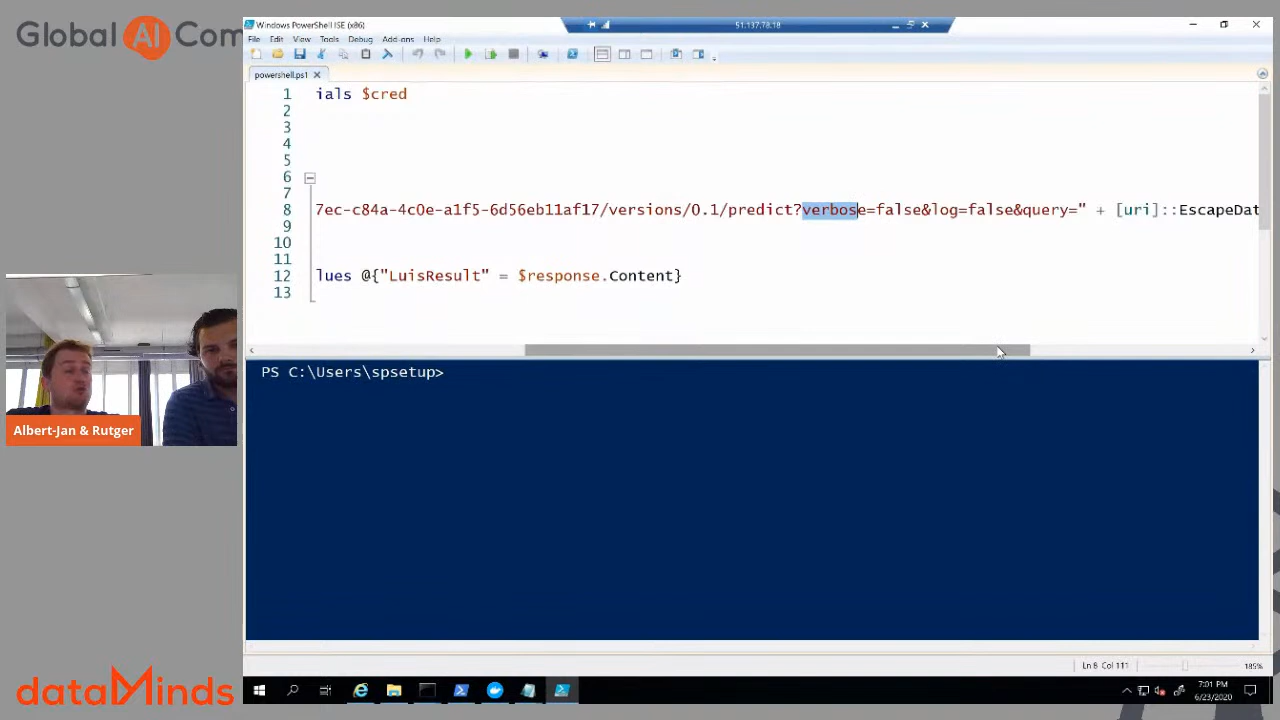 Global AI Com
Windows PowerShell ISE (x86)
51.137.78.18
File Edit View Tools Debug Add-ons Help
powershell.ps1
1 ials $cred
2
3
4
5
6
7
8 7ec-c84a-4c0e-a1f5-6d56eb11af17/versions/0.1/predict?verbose=false&log=false&query=" + [uri]::EscapeDat
9
10
11
12 lues @{"LuisResult" = $response.Content}
13
PS C:\Users\spsetup>
Albert-Jan & Rutger
Ln 8 Col 111
185%
dataMinds
7:01 PM
6/23/2020